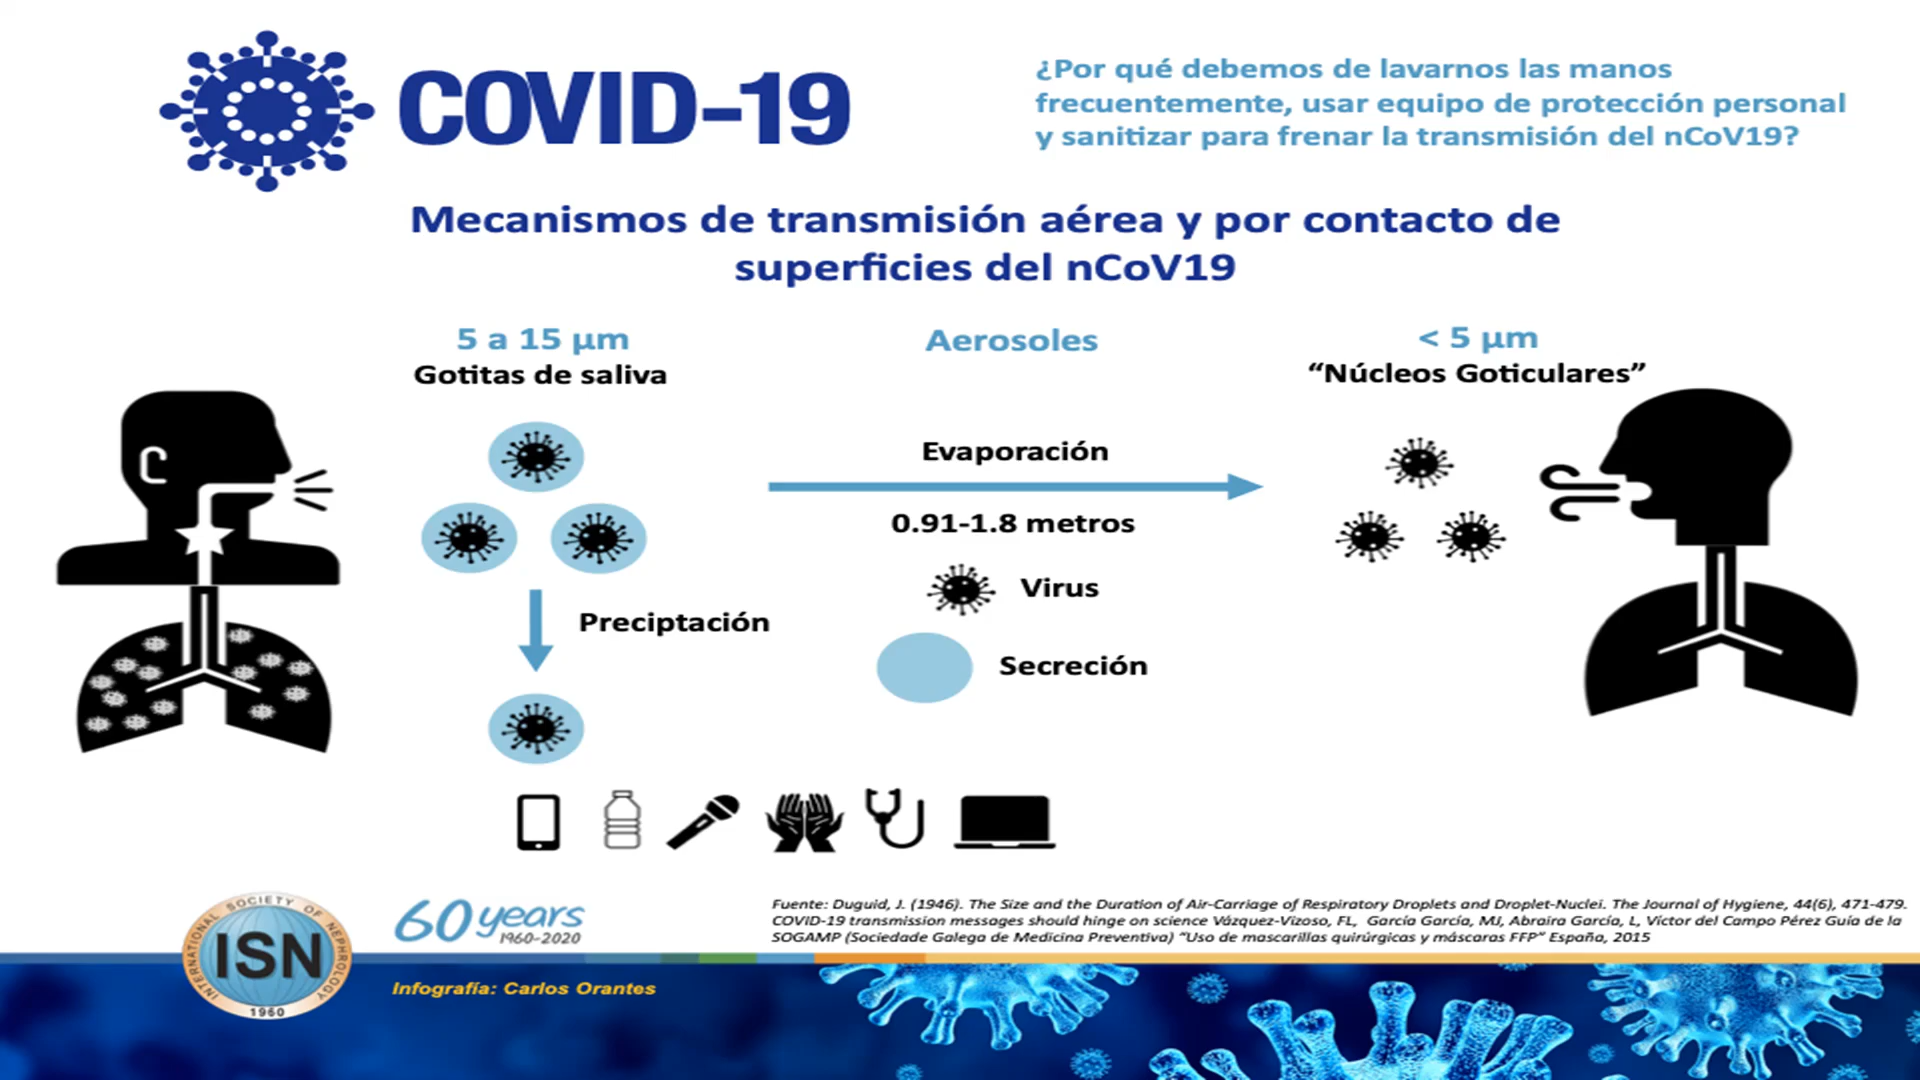 COVID-19
¿Por qué debemos de lavarnos las manos
frecuentemente, usar equipo de protección personal
y sanitizar para frenar la transmisión del nCoV19?
Mecanismos de transmisión aérea y por contacto de
superficies del nCoV19
5 a 15 µm
Gotitas de saliva
Aerosoles
< 5 µm
“Núcleos Goticulares”
Evaporación
0.91-1.8 metros
Virus
Preciptación
Secreción
INTERNATIONAL SOCIETY OF NEPHROLOGY
ISN
1960
60 years
1960-2020
Fuente: Duguid, J. (1946). The Size and the Duration of Air-Carriage of Respiratory Droplets and Droplet-Nuclei. The Journal of Hygiene, 44(6), 471-479.
COVID-19 transmission messages should hinge on science Vázquez-Vizoso, FL, García García, MJ, Abraira García, L, Víctor del Campo Pérez Guía de la
SOGAMP (Sociedade Galega de Medicina Preventiva) “Uso de mascarillas quirúrgicas y máscaras FFP” España, 2015
Infografía: Carlos Orantes